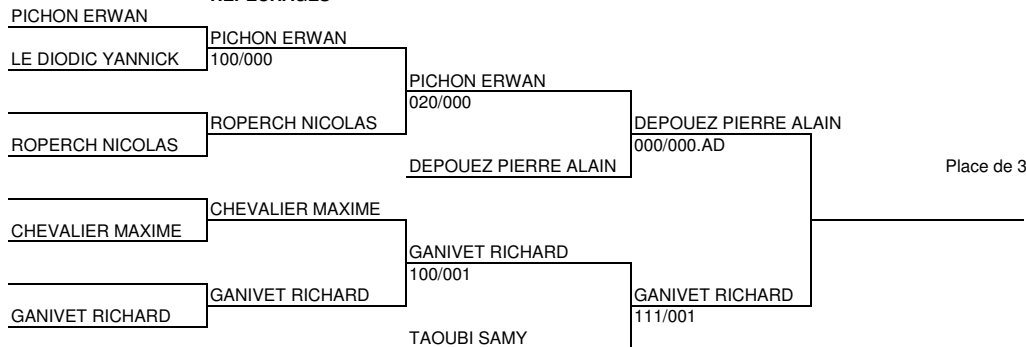 PICHON ERWAN
PICHON ERWAN
LE DIODIC YANNICK
100/000
PICHON ERWAN
020/000
ROPERCH NICOLAS
DEPOUEZ PIERRE ALAIN
ROPERCH NICOLAS
000/000.AD
DEPOUEZ PIERRE ALAIN
Place de 3
CHEVALIER MAXIME
CHEVALIER MAXIME
GANIVET RICHARD
100/001
GANIVET RICHARD
GANIVET RICHARD
GANIVET RICHARD
111/001
TAOUBI SAMY